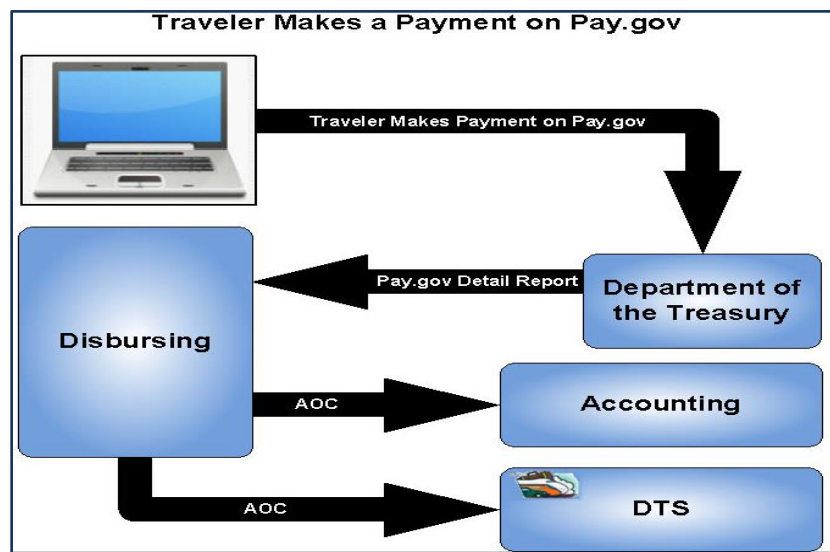 Traveler Makes a Payment on Pay.gov
Traveler Makes Payment on Pay.gov
Pay.gov Detail Report
Department of
the Treasury
Disbursing
AOC
Accounting
AOC
DTS